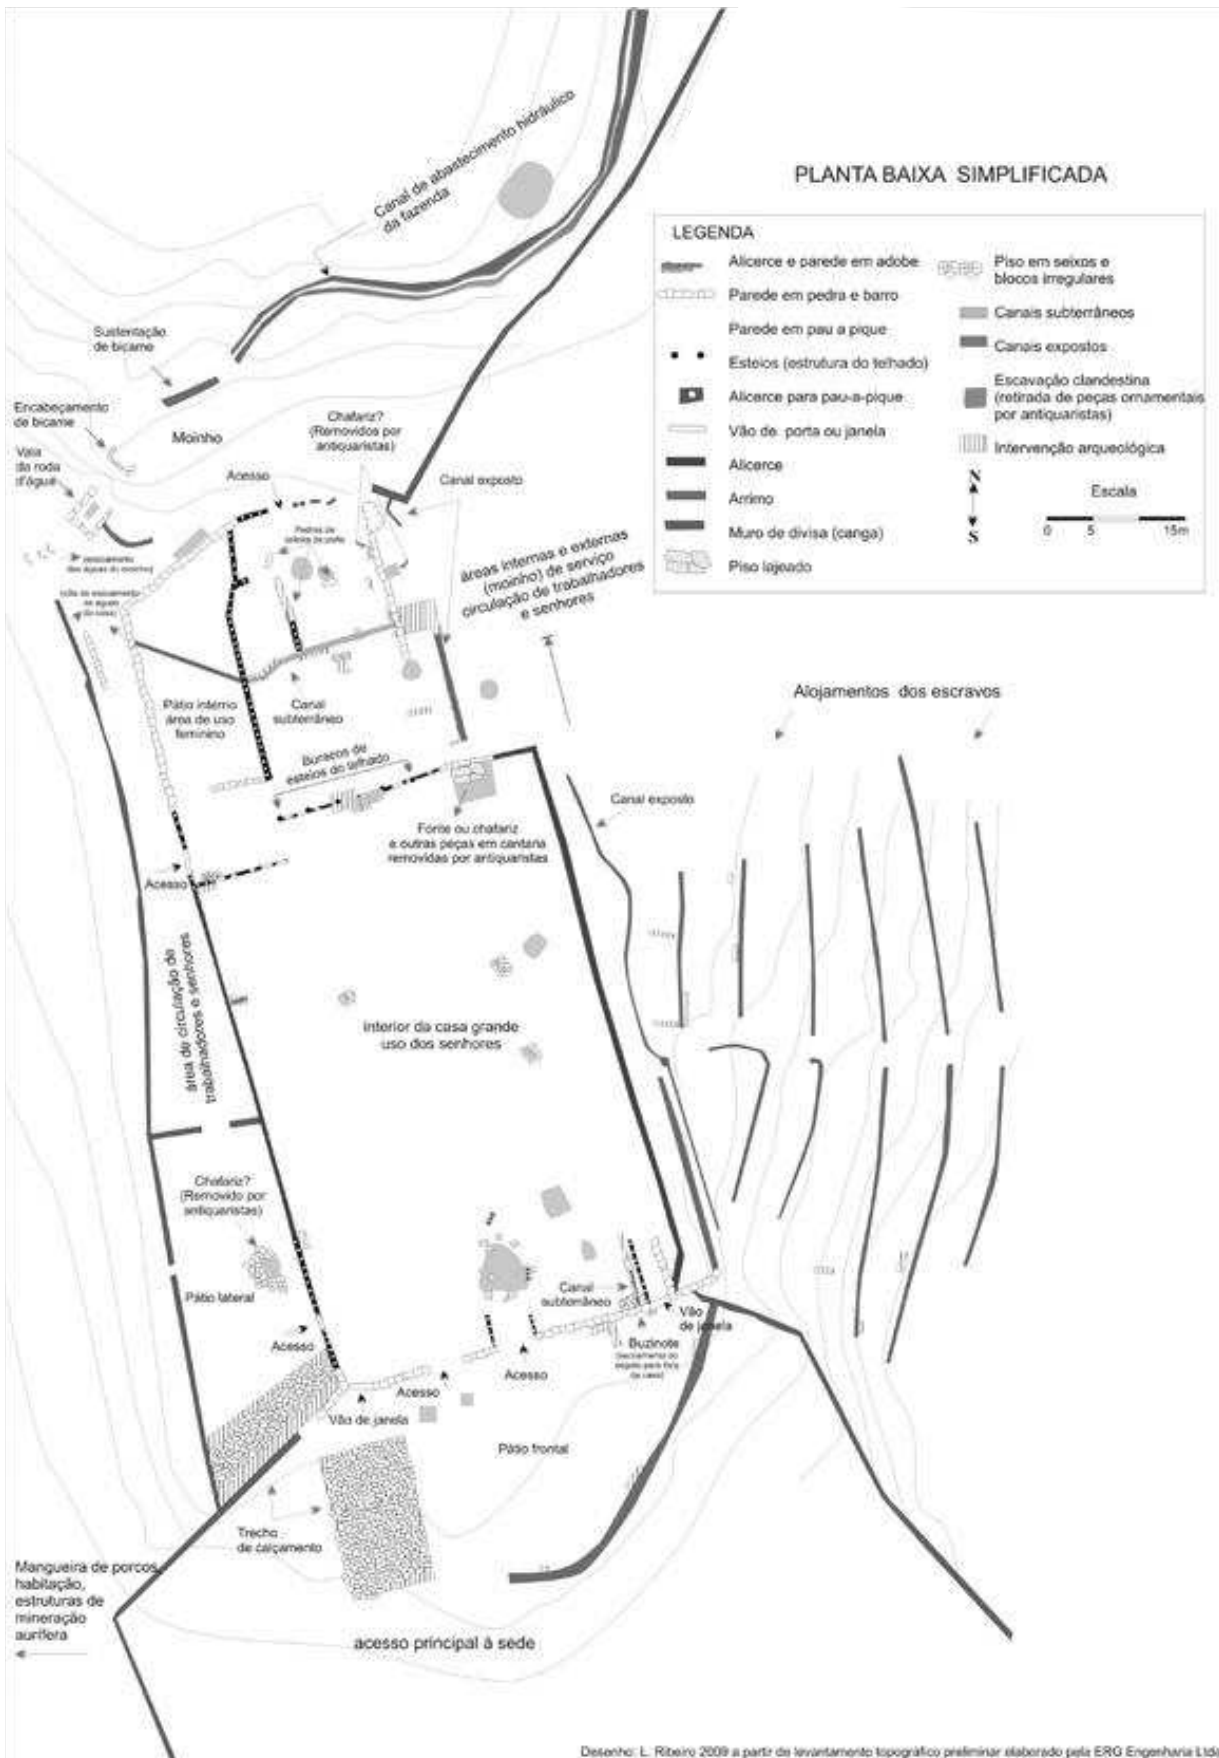 PLANTA BAIXA SIMPLIFICADA
LEGENDA
Alicerce e parede em adobe
Parede em pedra e barro
Parede em pau a pique
Esteios (estrutura do telhado)
Alicerce para pau-a-pique
Vão de porta ou janela
Alicerce
Arrimo
Muro de divisa (canga)
Piso lajeado
Piso em seixos e
blocos irregulares
Canais subterrâneos
Canais expostos
Escavação clandestina
(retirada de peças ornamentais
por antiquaristas)
Intervenção arqueológica
N
S
Escala
0 5 15m
Canal de abastecimento hidráulico
da fazenda
Sustentação
de bicame
Encabeçamento
de bicame
Moinho
Vala
da roda
d'água
Chafariz?
(Removidos por
antiquaristas)
Acesso
Canal exposto
áreas internas e externas
(moinho) de serviço
circulação de trabalhadores
e senhores
Pátio interno
área de uso
feminino
Canal
subterrâneo
Buracos de
esteios do telhado
Alojamentos dos escravos
Canal exposto
Fonte ou chafariz
e outras peças em cantaria
removidas por antiquaristas
Acesso
área de circulação de
trabalhadores e senhores
interior da casa grande
uso dos senhores
Chafariz?
(Removido por
antiquaristas)
Pátio lateral
Canal
subterrâneo
Vão
de janela
Buzinote
Acesso
Acesso
Acesso
Vão de janela
Pátio frontal
Trecho
de calçamento
Mangueira de porcos,
habitação,
estruturas de
mineração
aurífera
acesso principal à sede
Desenho: L. Ribeiro 2009 a partir de levantamento topográfico preliminar elaborado pela ERG Engenharia Ltda